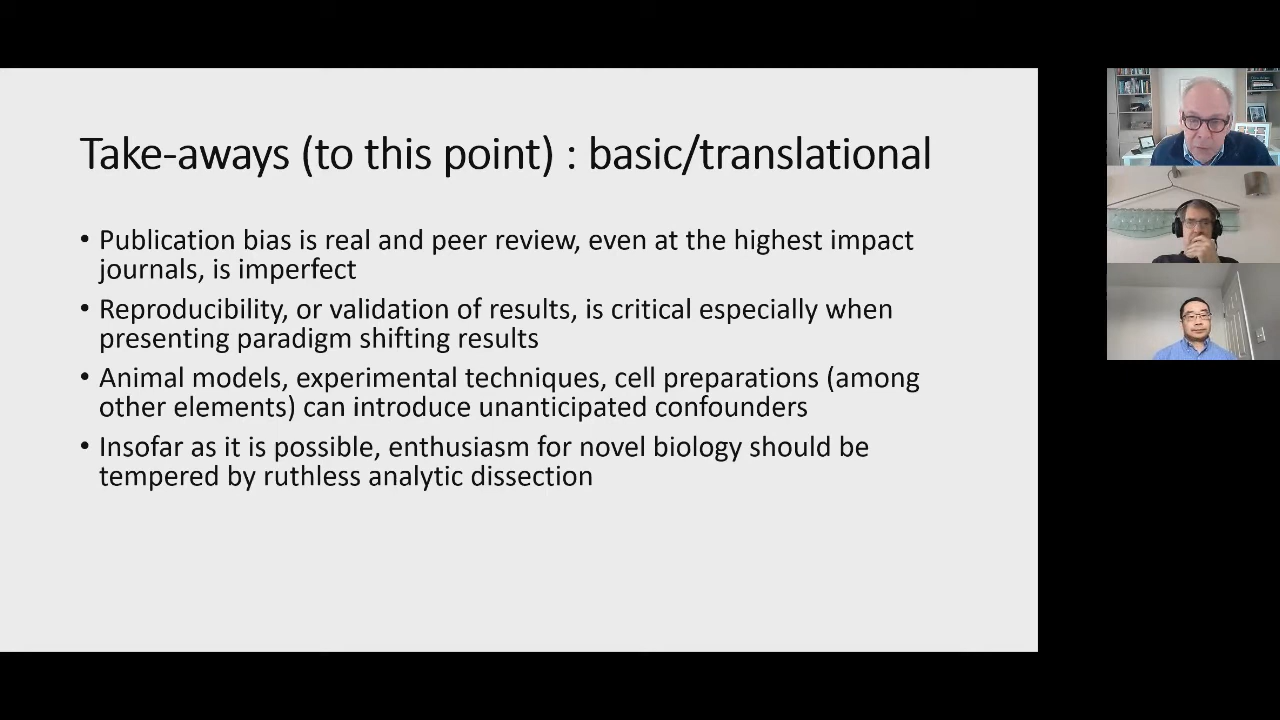 Take-aways (to this point) : basic/translational
• Publication bias is real and peer review, even at the highest impact
journals, is imperfect
• Reproducibility, or validation of results, is critical especially when
presenting paradigm shifting results
• Animal models, experimental techniques, cell preparations (among
other elements) can introduce unanticipated confounders
• Insofar as it is possible, enthusiasm for novel biology should be
tempered by ruthless analytic dissection